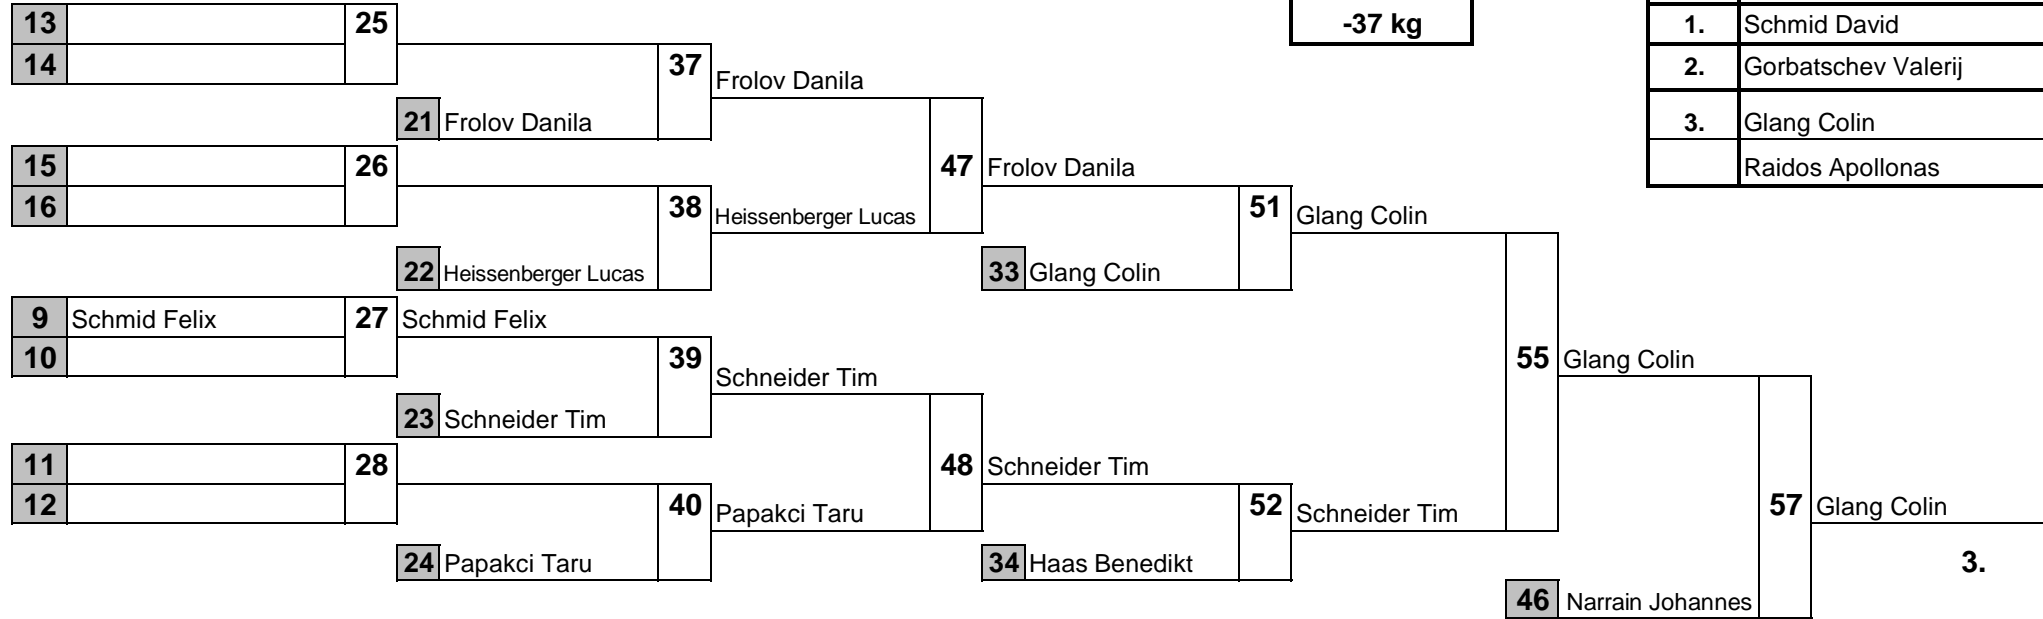 13 25 -37 kg 1. Schmid David
14 37 Frolov Danila 2. Gorbatschev Valerij
21 Frolov Danila 3. Glang Colin
15 26 47 Frolov Danila Raidos Apollonas
16 38 Heissenberger Lucas 51 Glang Colin
22 Heissenberger Lucas 33 Glang Colin
9 Schmid Felix 27 Schmid Felix
10 39 Schneider Tim 55 Glang Colin
23 Schneider Tim
11 28 48 Schneider Tim
12 40 Papakci Taru 52 Schneider Tim 57 Glang Colin
24 Papakci Taru 34 Haas Benedikt 3.
46 Narrain Johannes